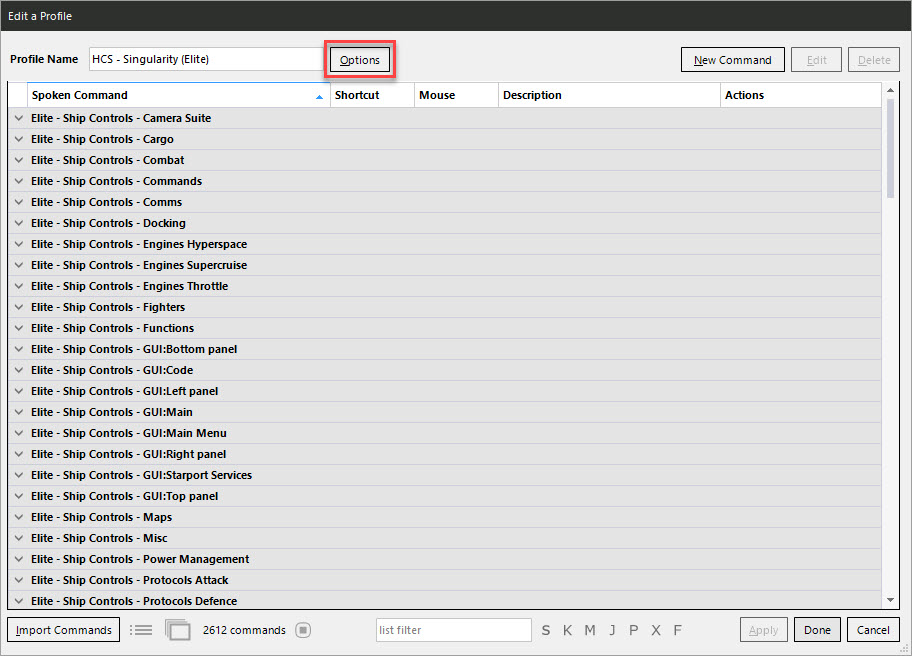 Edit a Profile
Profile Name HCS - Singularity (Elite) Options New Command Edit Delete
Spoken Command Shortcut Mouse Description Actions
Elite - Ship Controls - Camera Suite
Elite - Ship Controls - Cargo
Elite - Ship Controls - Combat
Elite - Ship Controls - Commands
Elite - Ship Controls - Comms
Elite - Ship Controls - Docking
Elite - Ship Controls - Engines Hyperspace
Elite - Ship Controls - Engines Supercruise
Elite - Ship Controls - Engines Throttle
Elite - Ship Controls - Fighters
Elite - Ship Controls - Functions
Elite - Ship Controls - GUI:Bottom panel
Elite - Ship Controls - GUI:Code
Elite - Ship Controls - GUI:Left panel
Elite - Ship Controls - GUI:Main
Elite - Ship Controls - GUI:Main Menu
Elite - Ship Controls - GUI:Right panel
Elite - Ship Controls - GUI:Starport Services
Elite - Ship Controls - GUI:Top panel
Elite - Ship Controls - Maps
Elite - Ship Controls - Misc
Elite - Ship Controls - Power Management
Elite - Ship Controls - Protocols Attack
Elite - Ship Controls - Protocols Defence
Import Commands 2612 commands list filter S K M J P X F Apply Done Cancel